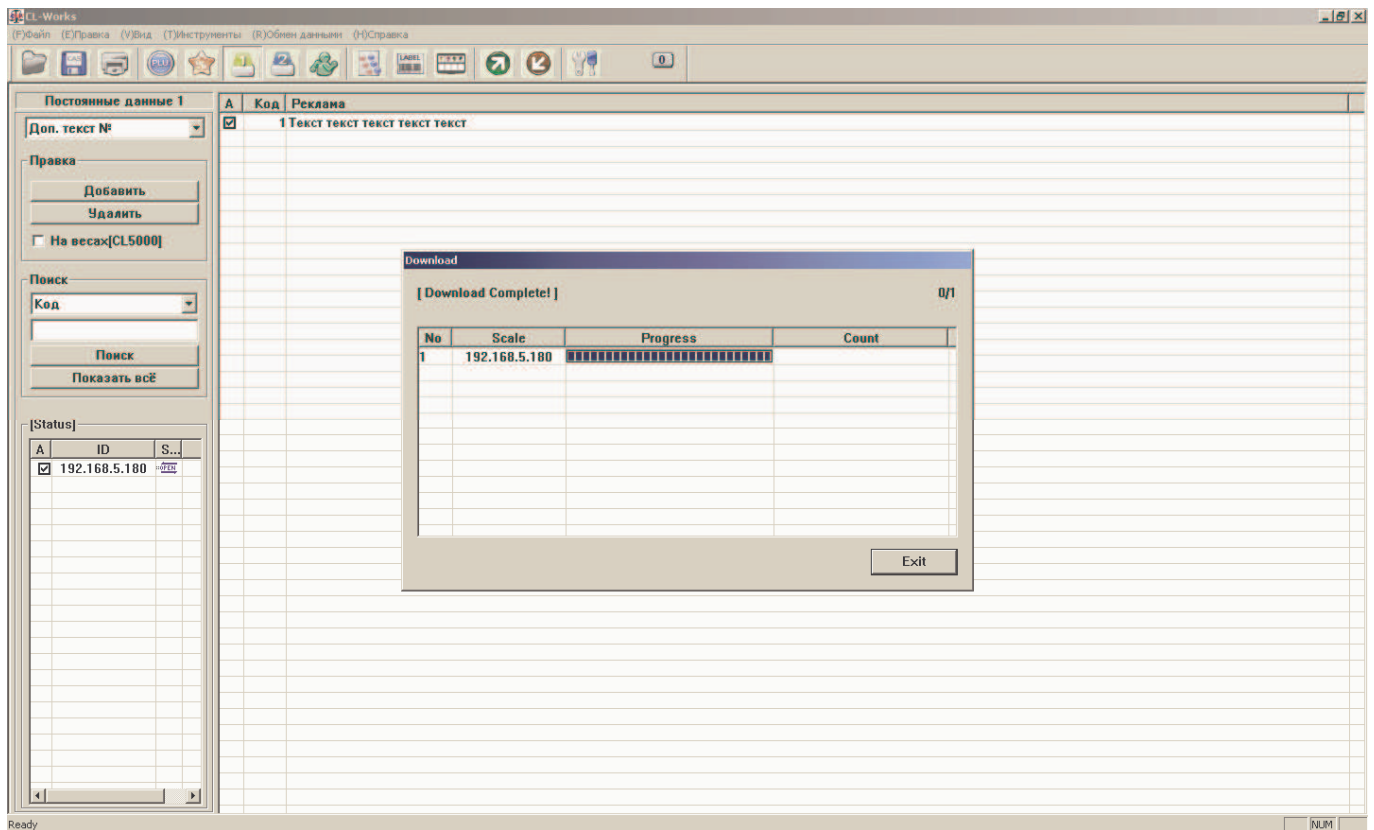 CL-Works
(F)Файл (E)Правка (V)Вид (T)Инструменты (R)Обмен данными (H)Справка
PLU 1 2 LABEL 0
Постоянные данные 1
A Код Реклама
Доп. текст №
1 Текст текст текст текст текст
Правка
Добавить
Удалить
На весах[CL5000]
Поиск
Код
Поиск
Показать всё
[Status]
A ID S...
192.168.5.180 OPEN
Download
[ Download Complete! ] 0/1
No Scale Progress Count
1 192.168.5.180
Exit
Ready NUM